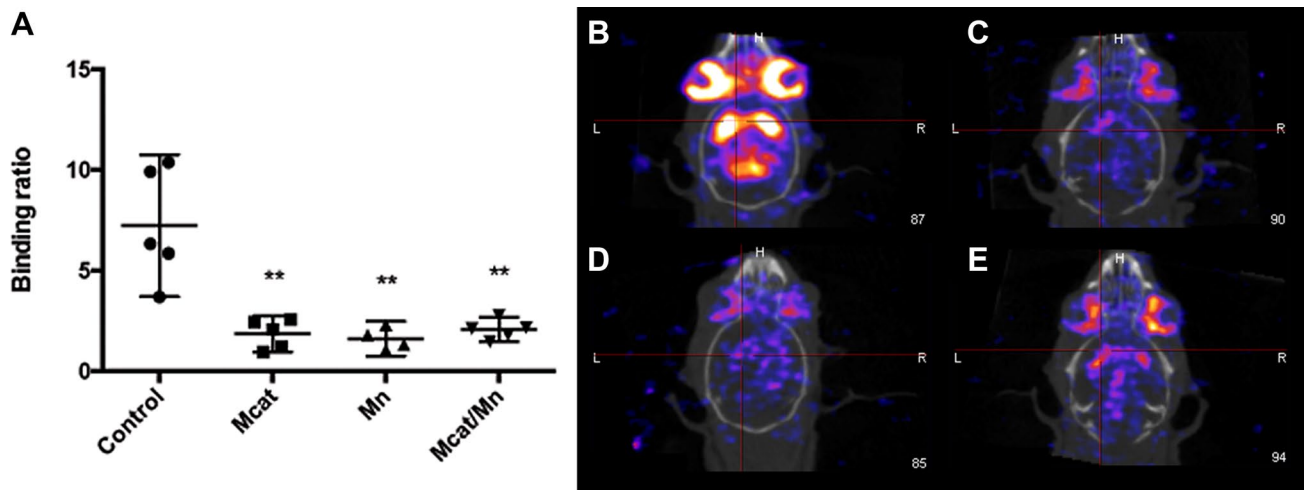 A
15
10
5
0
Binding ratio
**
**
**
Control
Mcat
Mn
Mcat/Mn
B
H
L
R
87
C
H
L
R
90
D
H
L
R
85
E
H
L
R
94